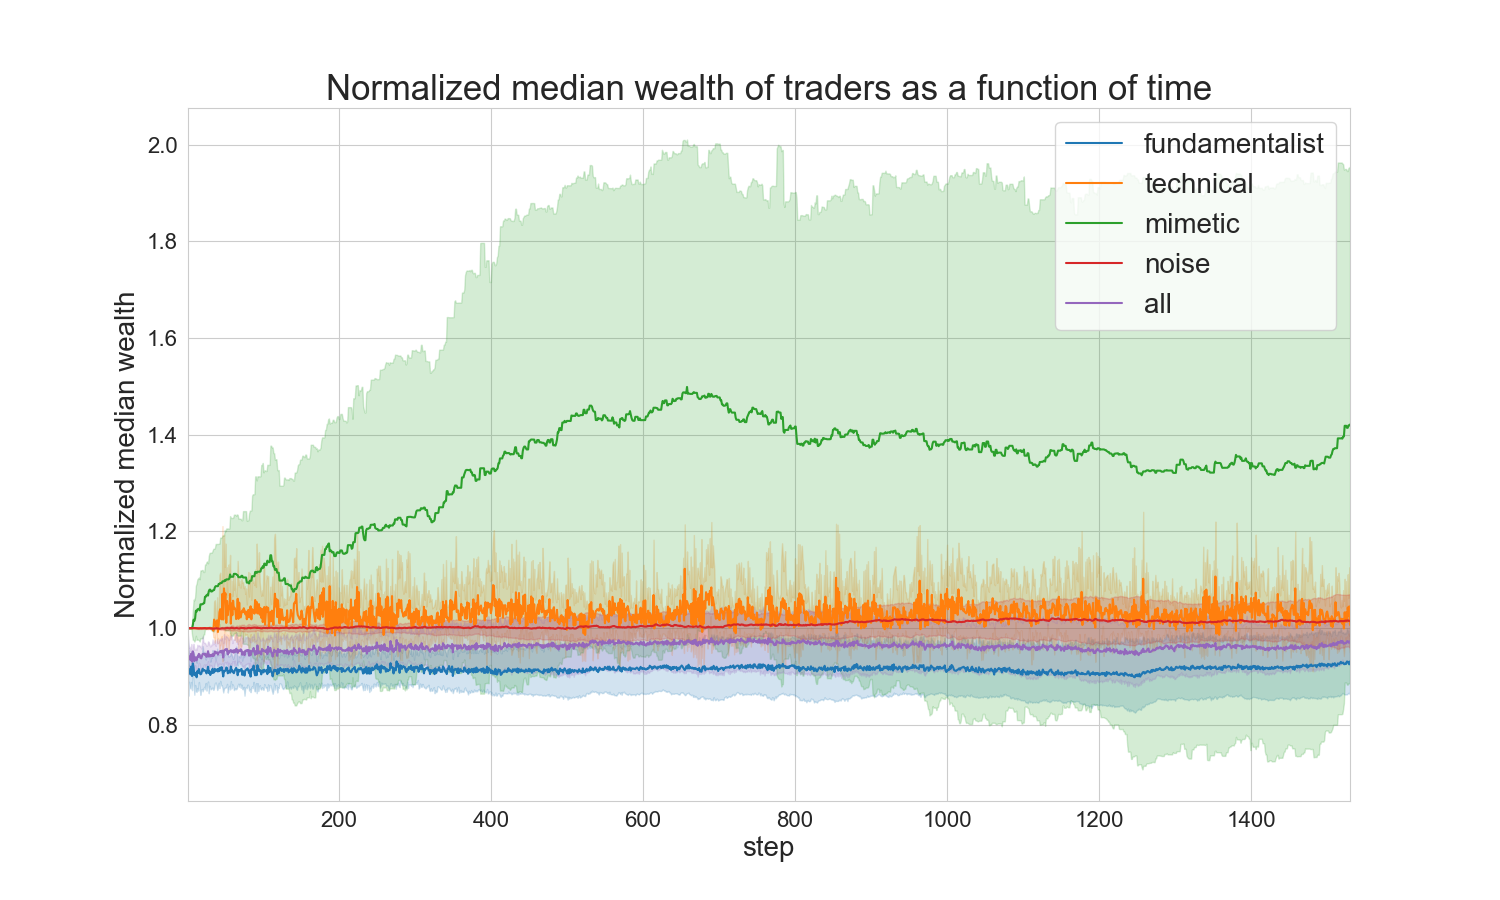 Normalized median wealth of traders as a function of time
Normalized median wealth
2.0
1.8
1.6
1.4
1.2
1.0
0.8
fundamentalist
technical
mimetic
noise
all
200 400 600 800 1000 1200 1400
step